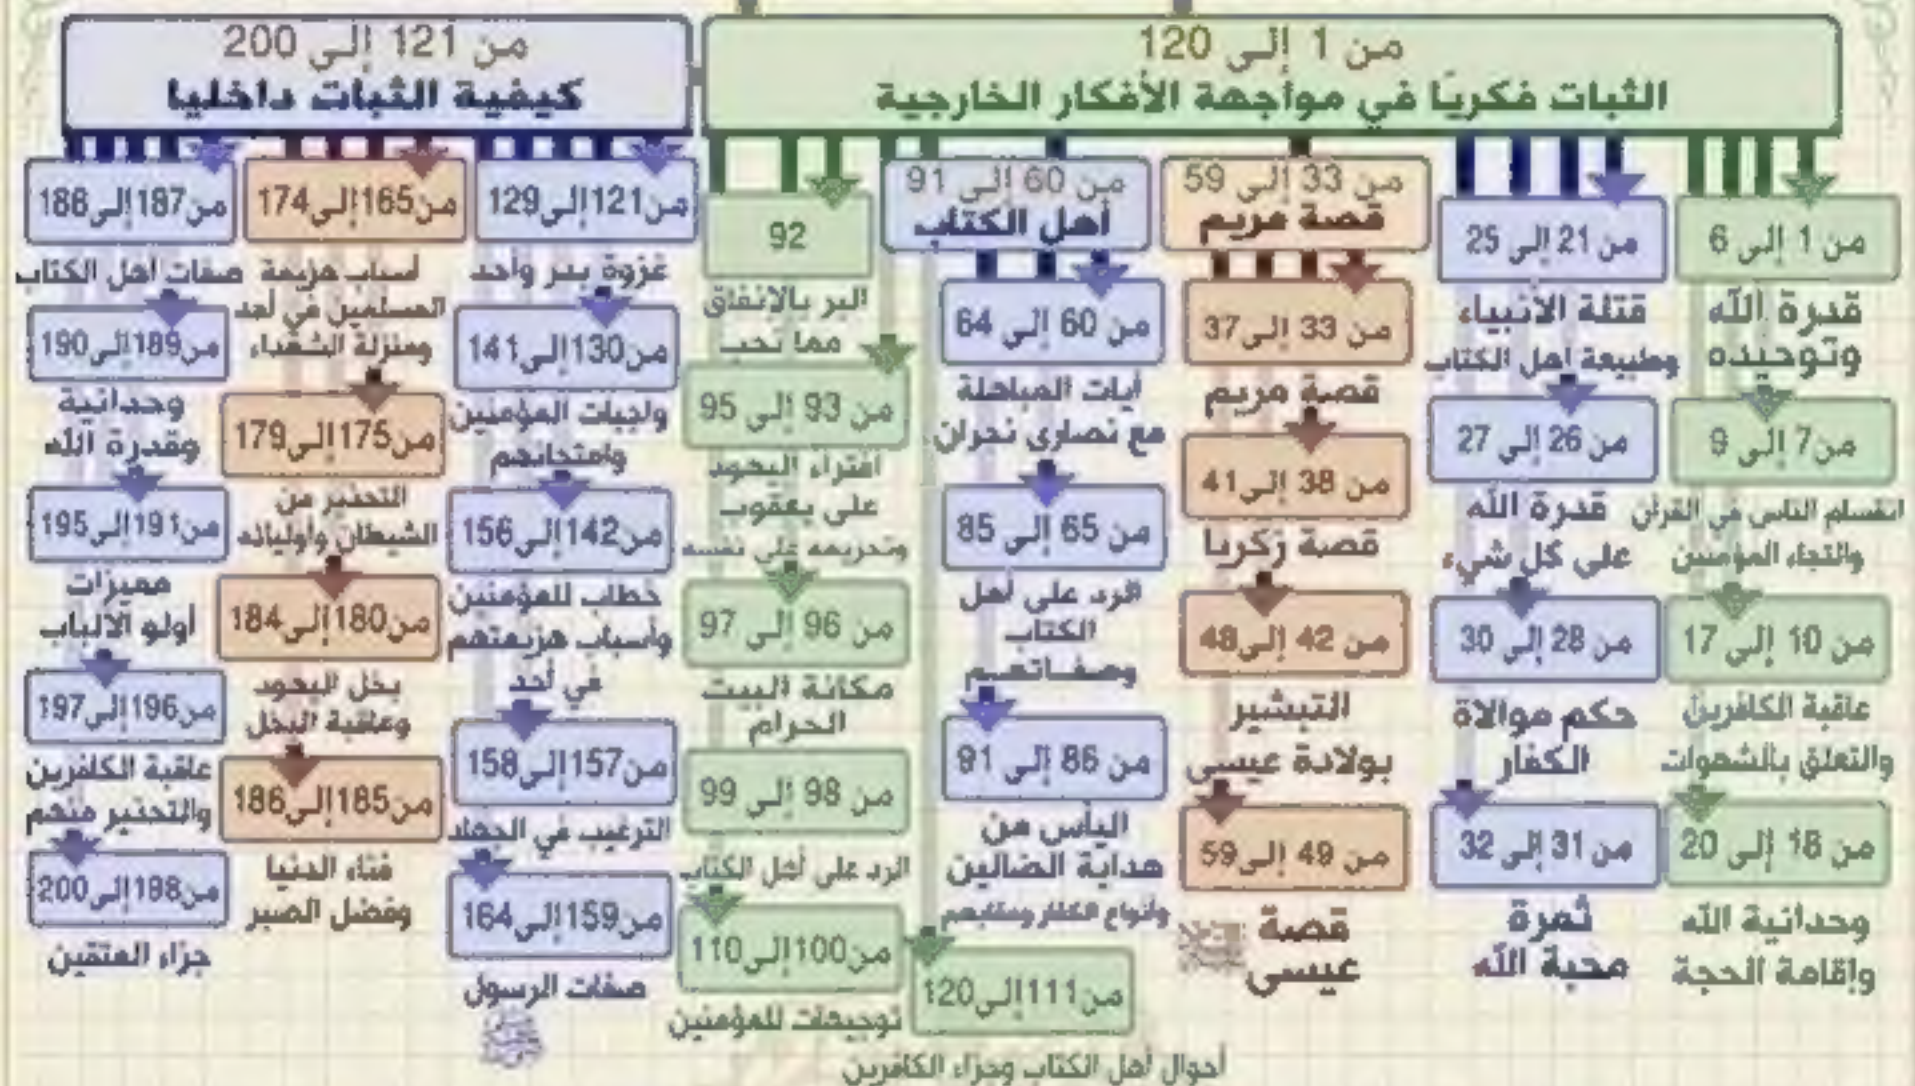 من 1 إلى 120
الثبات فكريًا في مواجهة الأفكار الخارجية
من 1 إلى 6
قدرة الله
وتوحيده
من7 إلى 9
انقسام الناس في القرآن
والتجاء المؤمنين
من 10 إلى 17
عاقبة الكافرين
والتعلق بالشهوات
من 18 إلى 20
وحدانية الله
وإقامة الحجة
من 21 إلى 25
قتلة الأنبياء
وطبيعة أهل الكتاب
من 26 إلى 27
قدرة الله
على كل شيء
من 28 إلى 30
حكم موالاة
الكفار
من 31 إلى 32
ثمرة
محبة الله
من 33 إلى 59
قصة مريم
من 33 إلى37
قصة مريم
من 38 إلى41
قصة زكريا
من 42 إلى48
التبشير
بولادة عيسى
من 49 إلى59
قصة
عيسى
من 60 إلى 91
أهل الكتاب
من 60 إلى 64
آيات المباهلة
مع نصارى نجران
من 65 إلى 85
الرد على أهل
الكتاب
وصفاتهم
من 86 إلى 91
اليأس من
هداية الضالين
وأنواع الكفار
92
البر بالإنفاق
مما نحب
من 93 إلى 95
افتراء اليهود
على يعقوب
وتحريمه على نفسه
من 96 إلى 97
مكانة البيت
الحرام
من 98 إلى 99
الرد على أهل الكتاب
من100إلى110
توجيهات للمؤمنين
من111إلى120
أحوال أهل الكتاب وجزاء الكافرين
من 121 إلى 200
كيفية الثبات داخليا
من121إلى129
غزوة بدر وأحد
من130إلى141
واجبات المؤمنين
وامتحانهم
من142إلى156
خطاب للمؤمنين
وأسباب هزيمتهم
في أحد
من157إلى158
الترغيب في الجهاد
من159إلى164
صفات الرسول
ﷺ
من165إلى174
أسباب هزيمة
المسلمين في أحد
ومنزلة الشهداء
من175إلى179
التحذير من
الشيطان وأوليائه
من180إلى184
بخل اليهود
وعاقبة البخل
من185إلى186
فناء الدنيا
وفضل الصبر
من187إلى188
صفات أهل الكتاب
من189إلى190
وحدانية
وقدرة الله
من191إلى195
مميزات
أولو الألباب
من196إلى197
عاقبة الكافرين
والتحذير منهم
من198إلى200
جزاء المتقين